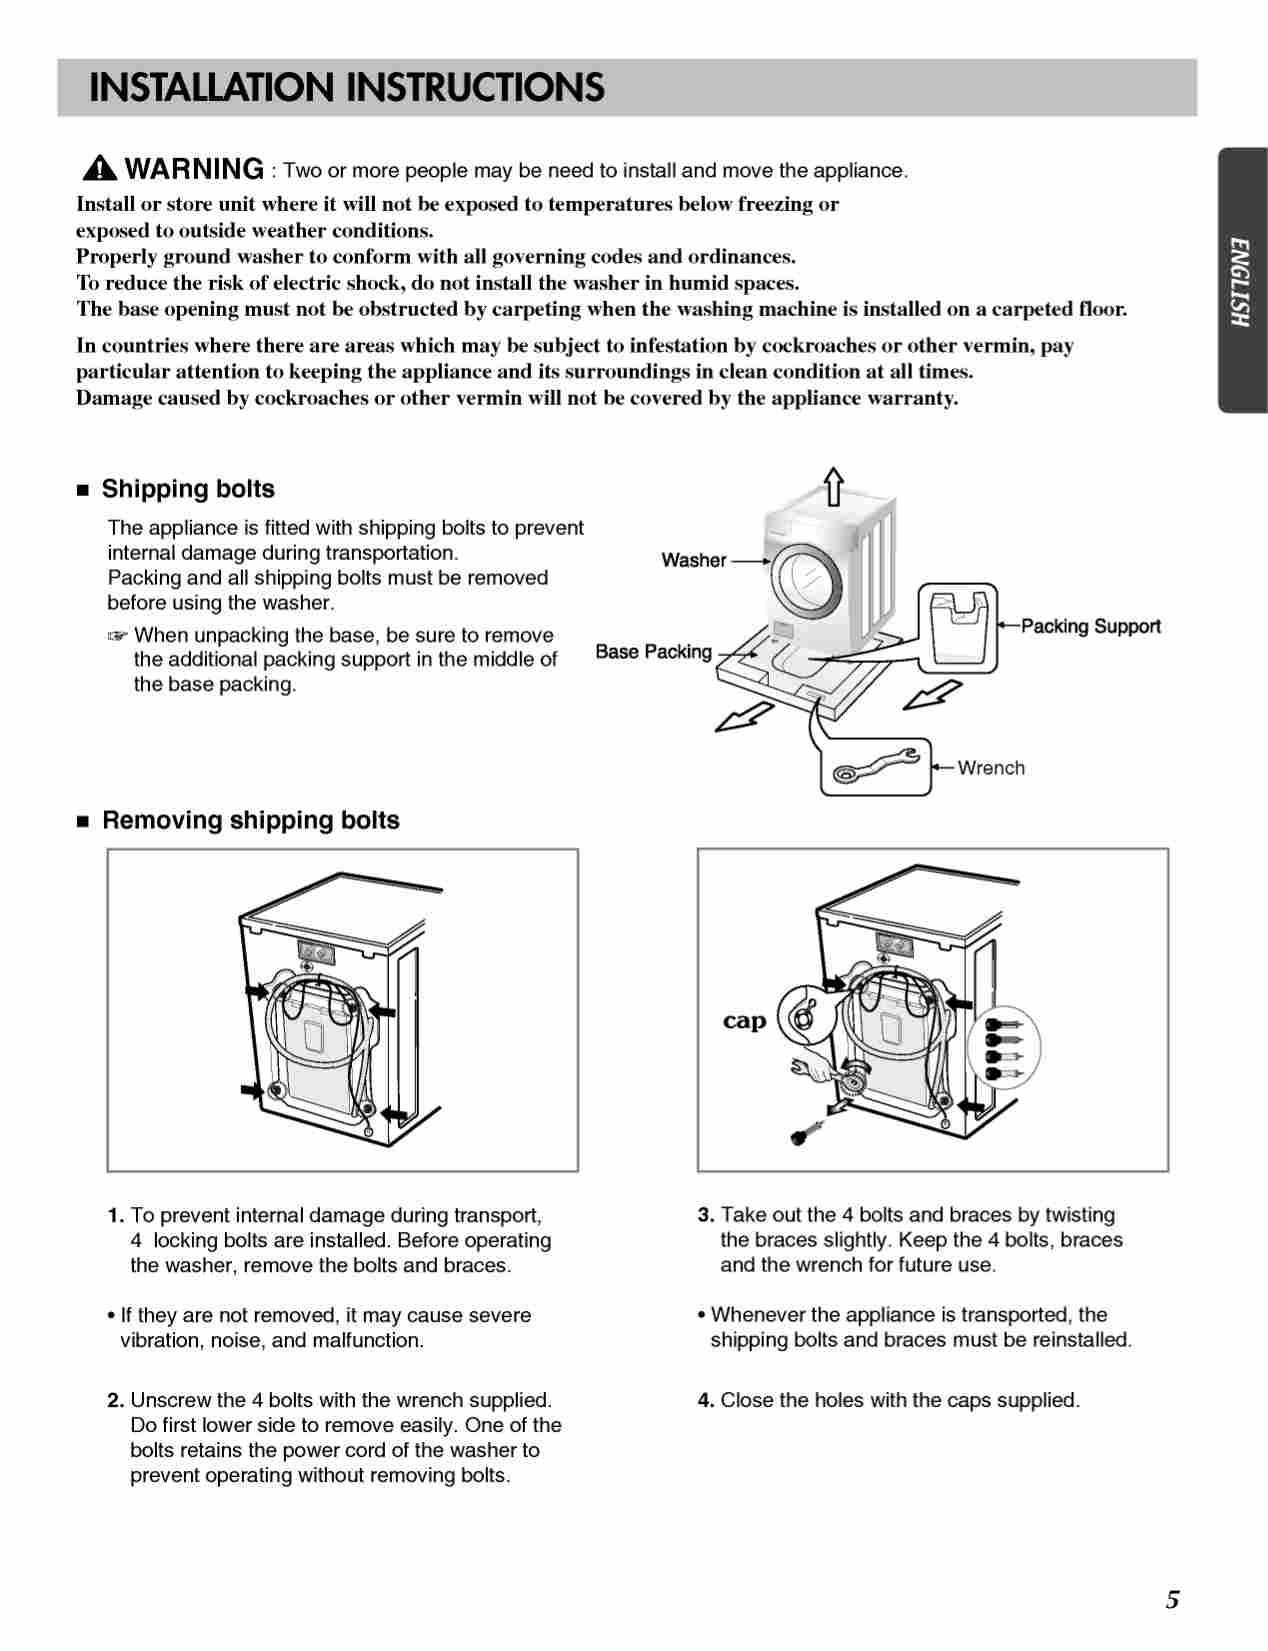 INSTALLATION INSTRUCTIONS
WARNING : Two or more people may be need to install and move the appliance.
Install or store unit where it will not be exposed to temperatures below freezing or
exposed to outside weather conditions.
Properly ground washer to conform with all governing codes and ordinances.
To reduce the risk of electric shock, do not install the washer in humid spaces.
The base opening must not be obstructed by carpeting when the washing machine is installed on a carpeted floor.
In countries where there are areas which may be subject to infestation by cockroaches or other vermin, pay
particular attention to keeping the appliance and its surroundings in clean condition at all times.
Damage caused by cockroaches or other vermin will not be covered by the appliance warranty.
ENGLISH
■ Shipping bolts
The appliance is fitted with shipping bolts to prevent
internal damage during transportation.
Packing and all shipping bolts must be removed
before using the washer.
☞ When unpacking the base, be sure to remove
the additional packing support in the middle of
the base packing.
Washer
Packing Support
Base Packing
Wrench
■ Removing shipping bolts
cap
1. To prevent internal damage during transport,
4 locking bolts are installed. Before operating
the washer, remove the bolts and braces.
• If they are not removed, it may cause severe
vibration, noise, and malfunction.
2. Unscrew the 4 bolts with the wrench supplied.
Do first lower side to remove easily. One of the
bolts retains the power cord of the washer to
prevent operating without removing bolts.
3. Take out the 4 bolts and braces by twisting
the braces slightly. Keep the 4 bolts, braces
and the wrench for future use.
• Whenever the appliance is transported, the
shipping bolts and braces must be reinstalled.
4. Close the holes with the caps supplied.
5